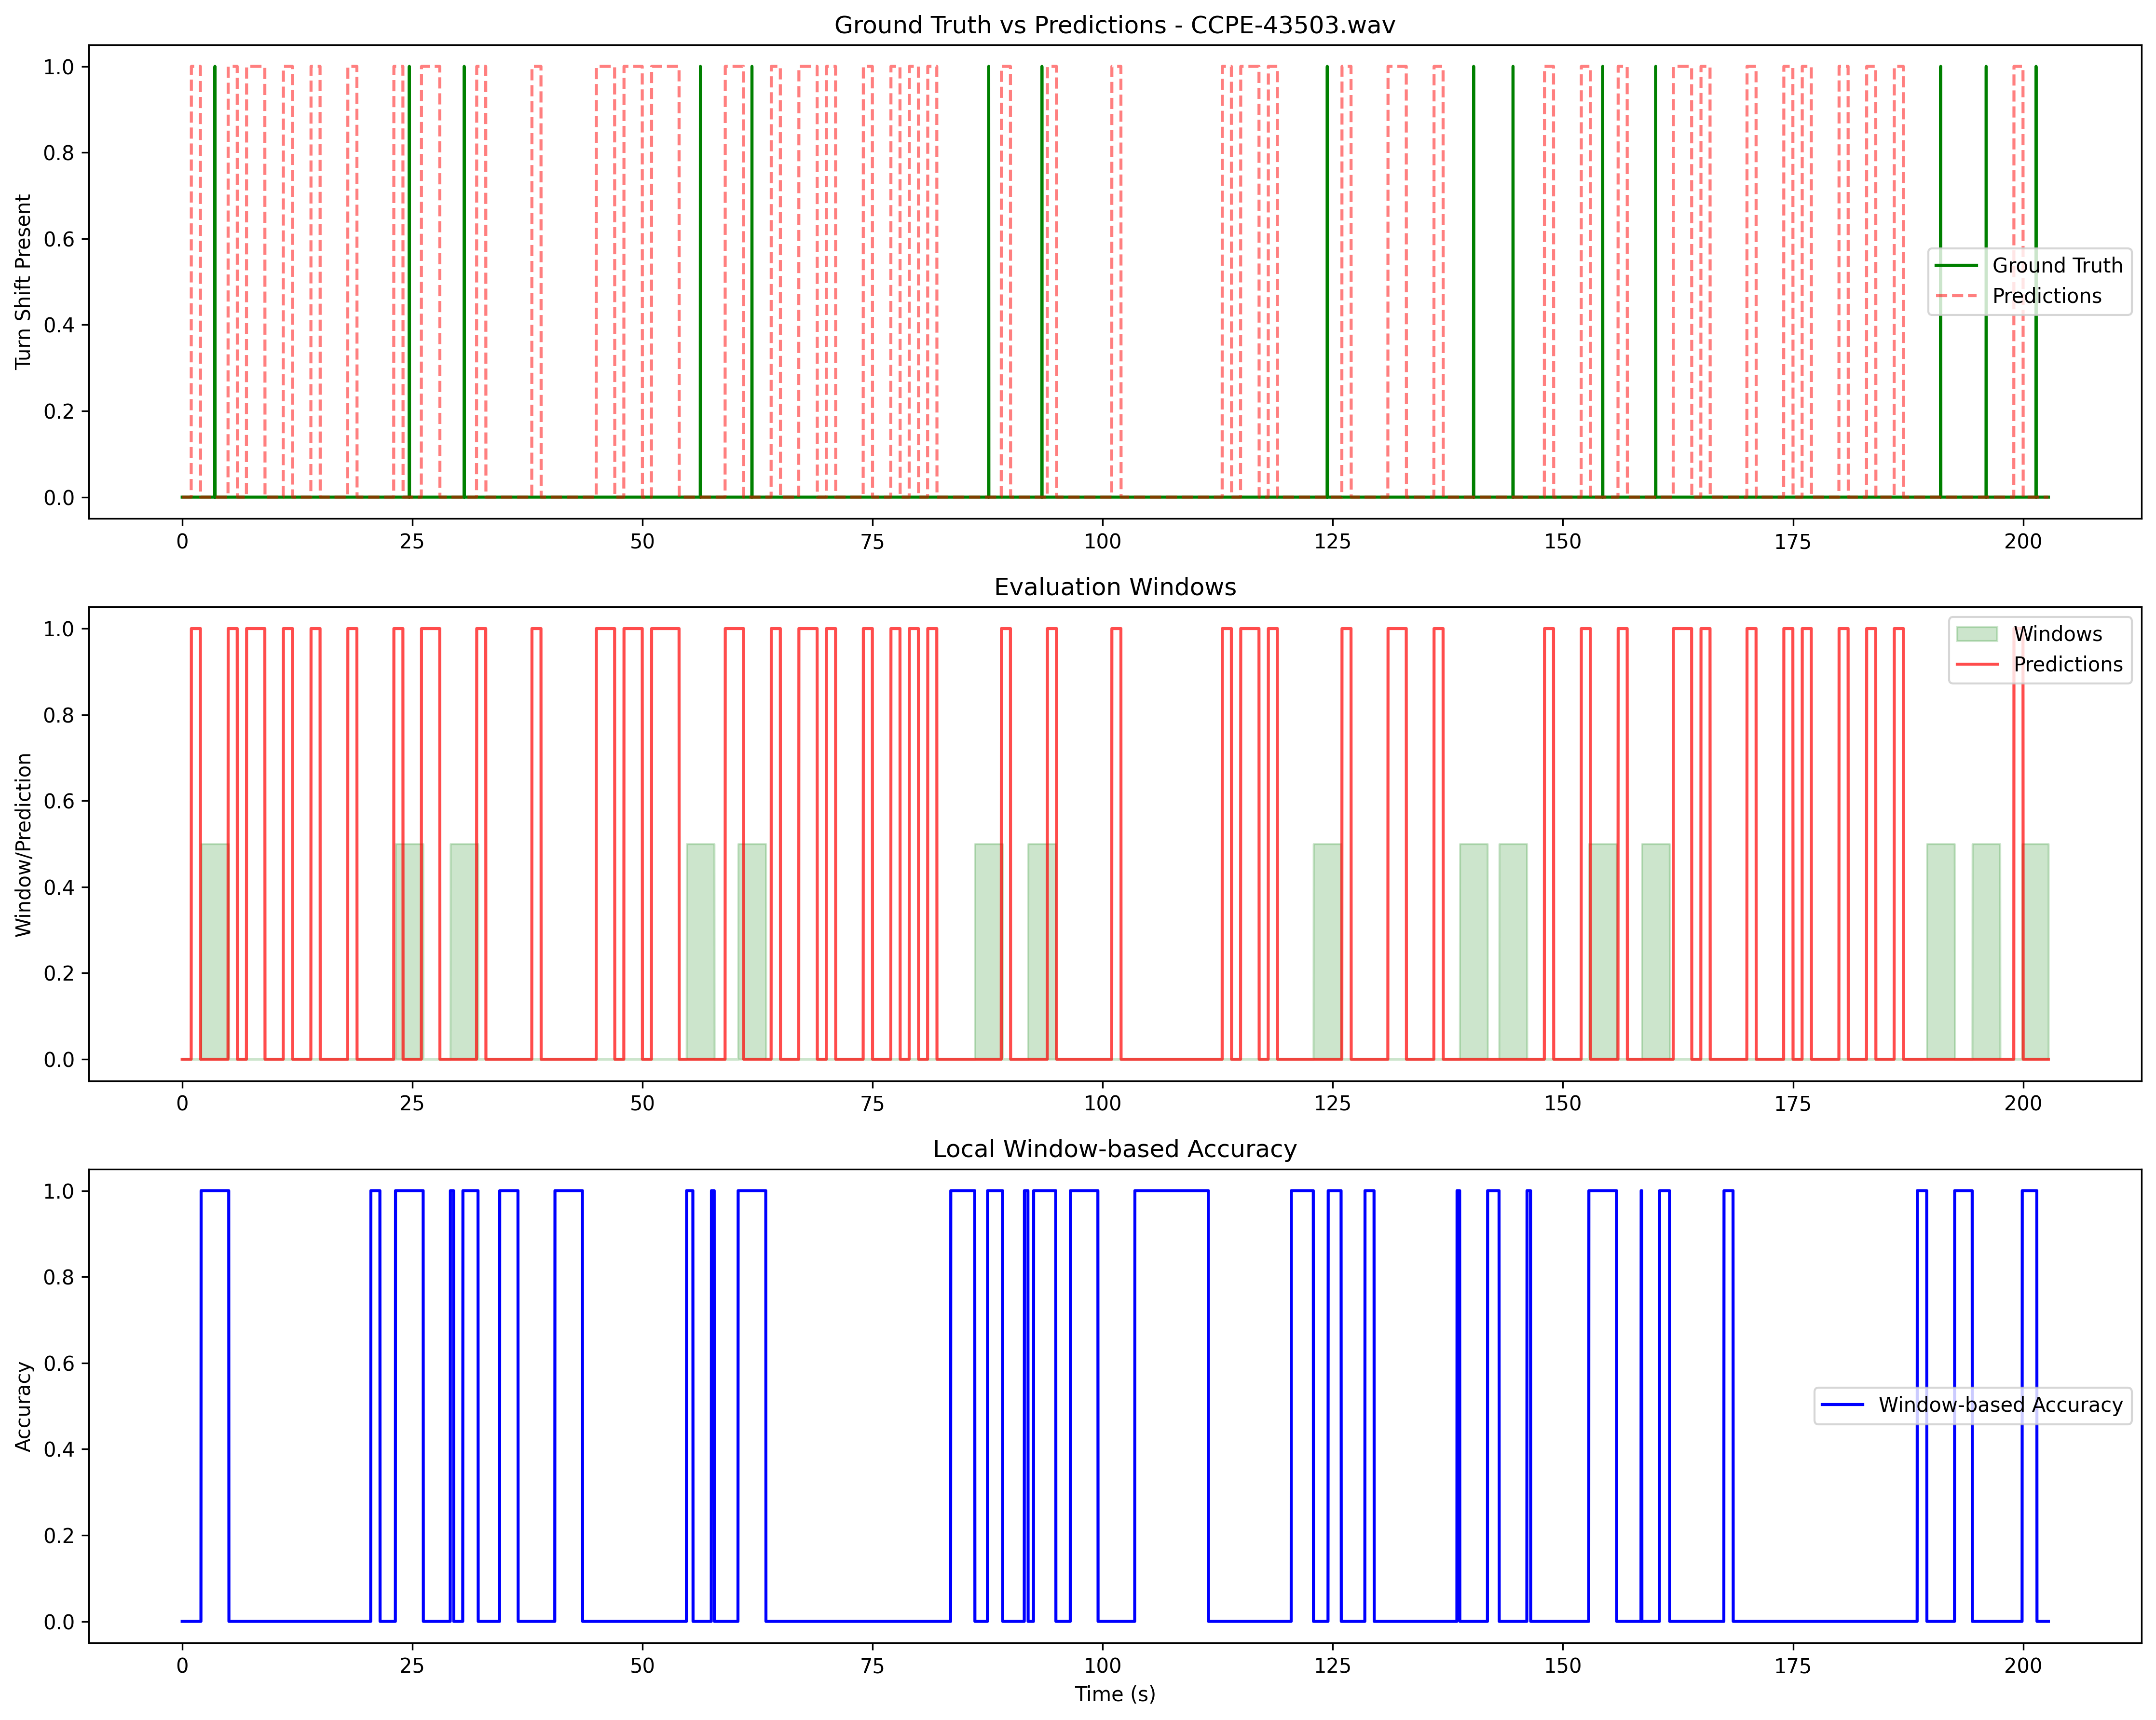 Ground Truth vs Predictions - CCPE-43503.wav
1.0
0.8
0.6
0.4
0.2
0.0
Turn Shift Present
Ground Truth
Predictions
0 25 50 75 100 125 150 175 200
Evaluation Windows
1.0
0.8
0.6
0.4
0.2
0.0
Window/Prediction
Windows
Predictions
0 25 50 75 100 125 150 175 200
Local Window-based Accuracy
1.0
0.8
0.6
0.4
0.2
0.0
Accuracy
Window-based Accuracy
0 25 50 75 100 125 150 175 200
Time (s)